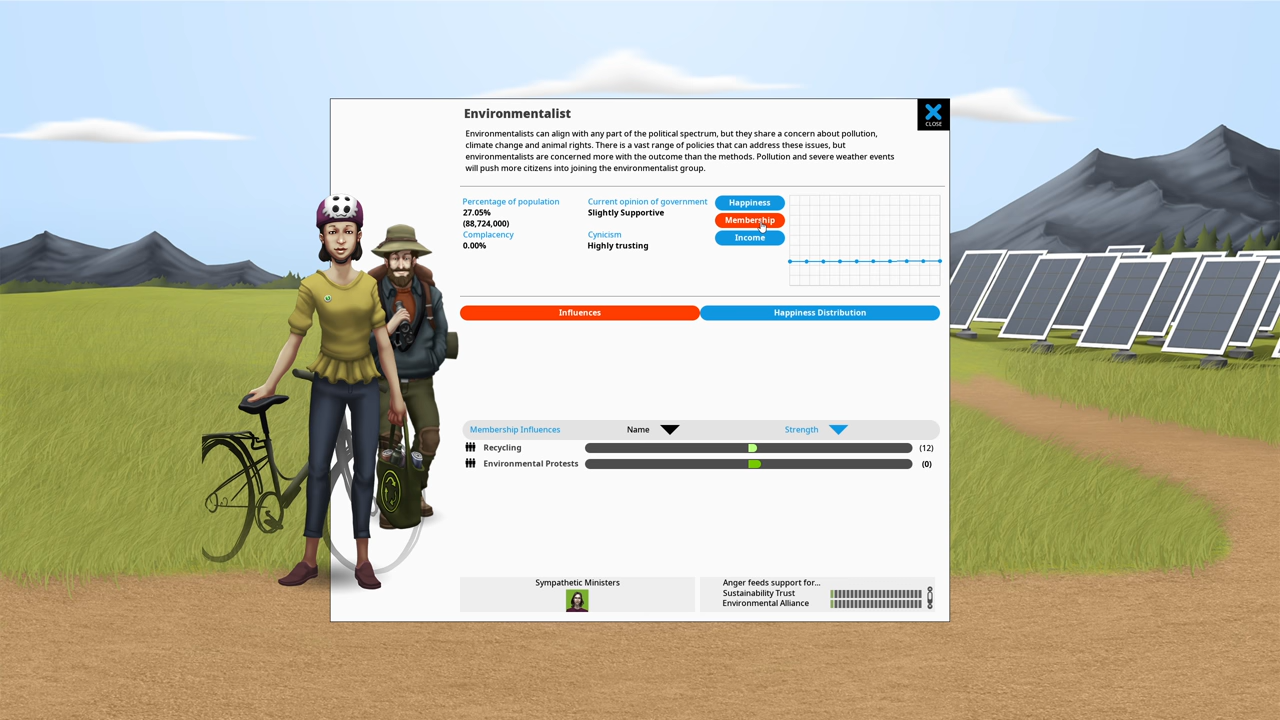 Environmentalist
CLOSE
Environmentalists can align with any part of the political spectrum, but they share a concern about pollution,
climate change and animal rights. There is a vast range of policies that can address these issues, but
environmentalists are concerned more with the outcome than the methods. Pollution and severe weather events
will push more citizens into joining the environmentalist group.
Percentage of population
27.05%
(88,724,000)
Complacency
0.00%
Current opinion of government
Slightly Supportive
Cynicism
Highly trusting
Happiness
Membership
Income
Influences
Happiness Distribution
Membership Influences Name Strength
Recycling (12)
Environmental Protests (0)
Sympathetic Ministers
Anger feeds support for...
Sustainability Trust
Environmental Alliance